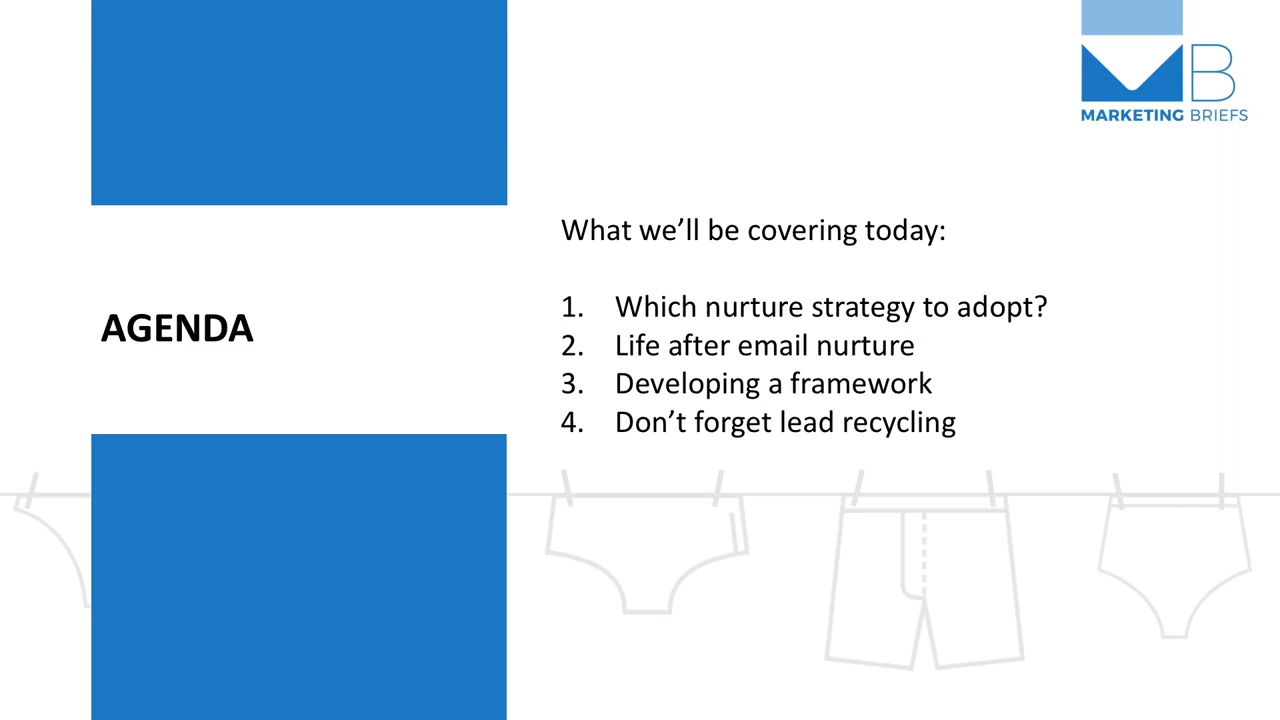 B
MARKETING BRIEFS
AGENDA
What we’ll be covering today:
1. Which nurture strategy to adopt?
2. Life after email nurture
3. Developing a framework
4. Don’t forget lead recycling